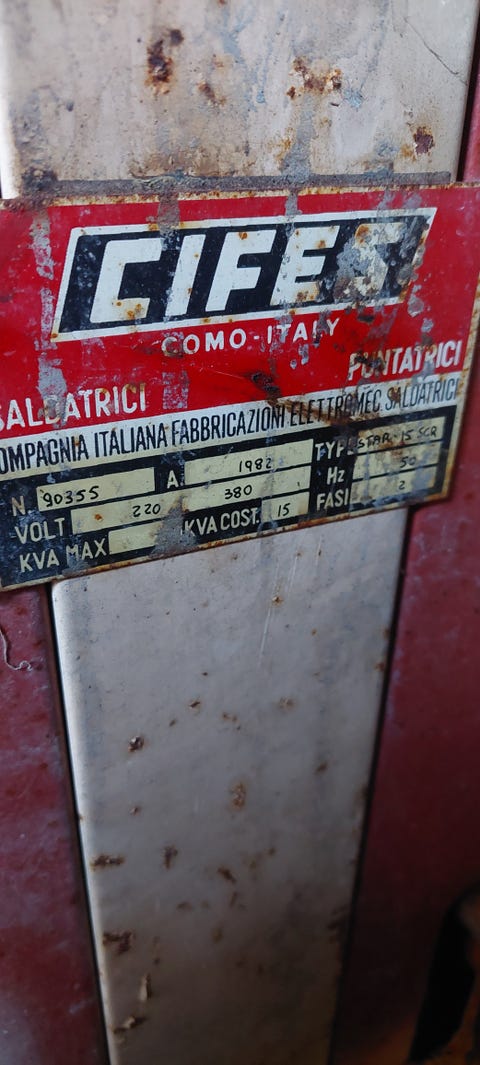 CIFES
COMO-ITALY
SALDATRICI PUNTATRICI
OMPAGNIA ITALIANA FABBRICAZIONI ELETTROMEC. SALDATRICI
N. 90355 A. 1982 TYPE STAR 15 SCR
VOLT 220 380 Hz 50
KVA MAX KVA COST. 15 FASI 2